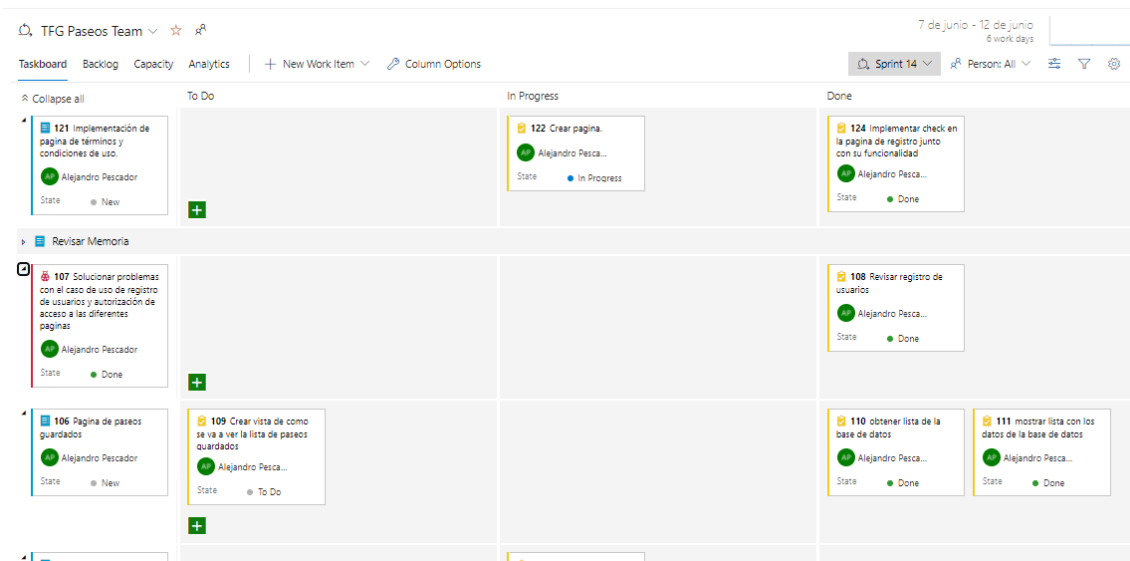 TFG Paseos Team
7 de junio - 12 de junio
6 work days
Taskboard Backlog Capacity Analytics + New Work Item Column Options
Sprint 14 Person: All
Collapse all To Do In Progress Done
121 Implementación de
pagina de términos y
condiciones de uso.
AP Alejandro Pescador
State New
122 Crear pagina.
AP Alejandro Pesca...
State In Progress
124 Implementar check en
la pagina de registro junto
con su funcionalidad
AP Alejandro Pesca...
State Done
Revisar Memoria
107 Solucionar problemas
con el caso de uso de registro
de usuarios y autorización de
acceso a las diferentes
paginas
AP Alejandro Pescador
State Done
108 Revisar registro de
usuarios
AP Alejandro Pesca...
State Done
106 Pagina de paseos
guardados
AP Alejandro Pescador
State New
109 Crear vista de como
se va a ver la lista de paseos
guardados
AP Alejandro Pesca...
State To Do
110 obtener lista de la
base de datos
AP Alejandro Pesca...
State Done
111 mostrar lista con los
datos de la base de datos
AP Alejandro Pesca...
State Done